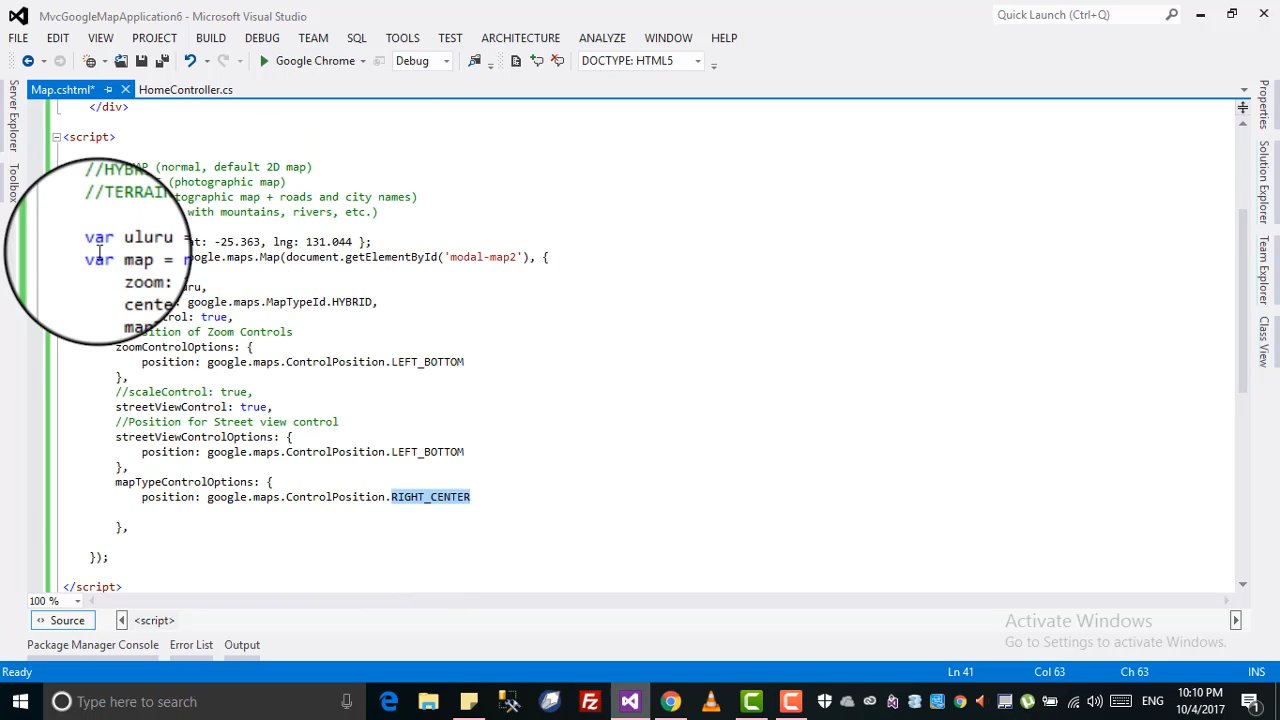 MvcGoogleMapApplication6 - Microsoft Visual Studio
Quick Launch (Ctrl+Q)
FILE EDIT VIEW PROJECT BUILD DEBUG TEAM SQL TOOLS TEST ARCHITECTURE ANALYZE WINDOW HELP
Google Chrome Debug DOCTYPE: HTML5
Map.cshtml* HomeController.cs
Server Explorer
Toolbox
Properties
Solution Explorer
Team Explorer
Class View
</div>
<script>
//HYBR MAP (normal, default 2D map)
(photographic map)
//TERRAIN tographic map + roads and city names)
with mountains, rivers, etc.)
var uluru = at: -25.363, lng: 131.044 };
var map = n google.maps.Map(document.getElementById('modal-map2'), {
zoom:
cente ru,
map : google.maps.MapTypeId.HYBRID,
trol: true,
ition of Zoom Controls
zoomControlOptions: {
position: google.maps.ControlPosition.LEFT_BOTTOM
},
//scaleControl: true,
streetViewControl: true,
//Position for Street view control
streetViewControlOptions: {
position: google.maps.ControlPosition.LEFT_BOTTOM
},
mapTypeControlOptions: {
position: google.maps.ControlPosition.RIGHT_CENTER
},
});
</script>
100 %
Source <script>
Activate Windows
Go to Settings to activate Windows.
Package Manager Console Error List Output
Ready Ln 41 Col 63 Ch 63 INS
Type here to search
ENG
10:10 PM
10/4/2017